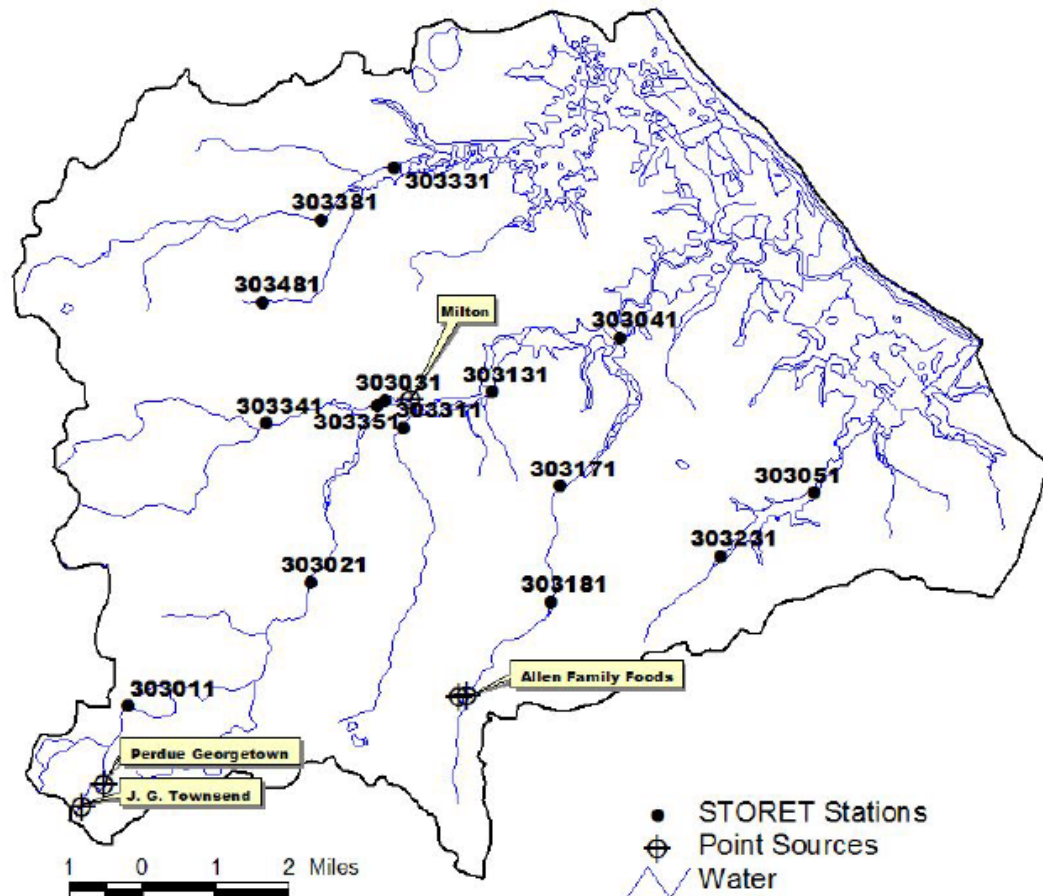 303331
303381
303481
Milton
303041
303031
303131
303341
303311
303351
303171
303051
303231
303021
303181
Allen Family Foods
303011
Perdue Georgetown
J. G. Townsend
STORET Stations
Point Sources
1 0 1 2 Miles
Water